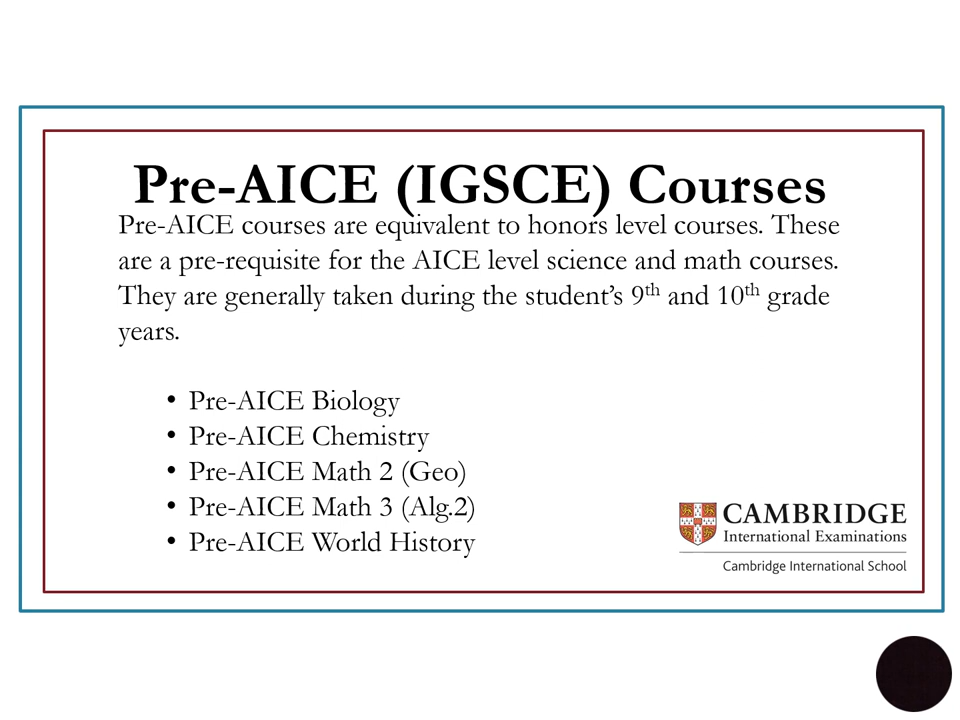 Pre-AICE (IGSCE) Courses
Pre-AICE courses are equivalent to honors level courses. These
are a pre-requisite for the AICE level science and math courses.
They are generally taken during the student’s 9th and 10th grade
years.
• Pre-AICE Biology
• Pre-AICE Chemistry
• Pre-AICE Math 2 (Geo)
• Pre-AICE Math 3 (Alg.2)
• Pre-AICE World History
CAMBRIDGE
International Examinations
Cambridge International School